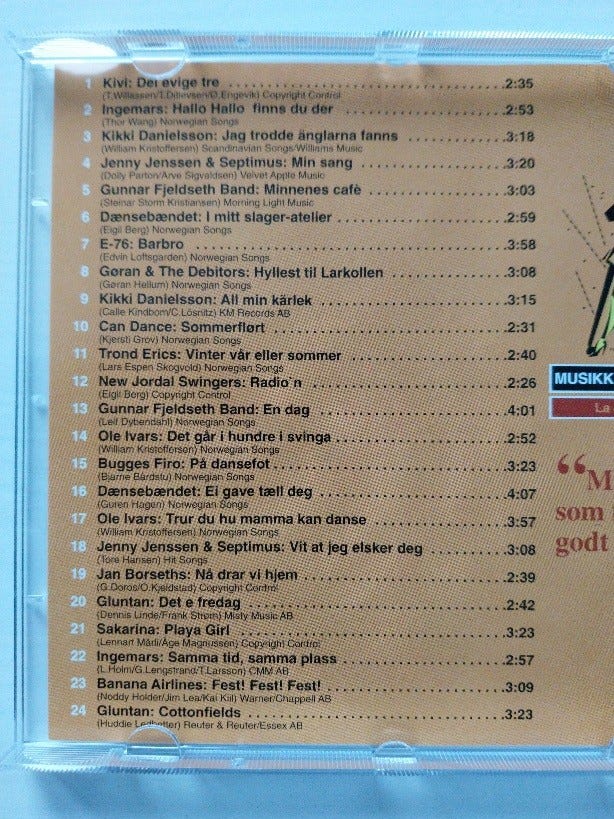 1 Kivi: Det evige tre ..........2:35
(T.Willassen/T.Ditlevsen/Ø.Engevik) Copyright Control
2 Ingemars: Hallo Hallo finns du der ..........2:53
(Thor Wang) Norwegian Songs
3 Kikki Danielsson: Jag trodde änglarna fanns ..........3:18
(William Kristoffersen) Scandinavian Songs/Williams Music
4 Jenny Jenssen & Septimus: Min sang ..........3:20
(Dolly Parton/Arve Sigvaldsen) Velvet Apple Music
5 Gunnar Fjeldseth Band: Minnenes cafè ..........3:03
(Steinar Storm Kristiansen) Morning Light Music
6 Dænsebændet: I mitt slager-atelier ..........2:59
(Eigil Berg) Norwegian Songs
7 E-76: Barbro ..........3:58
(Edvin Loftsgarden) Norwegian Songs
8 Gøran & The Debitors: Hyllest til Larkollen ..........3:08
(Gøran Hellum) Norwegian Songs
9 Kikki Danielsson: All min kärlek ..........3:15
(Calle Kindbom/C.Lösnitz) KM Records AB
10 Can Dance: Sommerflørt ..........2:31
(Kjersti Grov) Norwegian Songs
11 Trond Erics: Vinter vår eller sommer ..........2:40
(Lars Espen Skogvold) Norwegian Songs
12 New Jordal Swingers: Radio`n ..........2:26
(Eigil Berg) Copyright Control
13 Gunnar Fjeldseth Band: En dag ..........4:01
(Leif Dybendahl) Norwegian Songs
14 Ole Ivars: Det går i hundre i svinga ..........2:52
(William Kristoffersen) Norwegian Songs
15 Bugges Firo: På dansefot ..........3:23
(Bjarne Bårdstu) Norwegian Songs
16 Dænsebændet: Ei gave tæll deg ..........4:07
(Guren Hagen) Norwegian Songs
17 Ole Ivars: Trur du hu mamma kan danse ..........3:57
(William Kristoffersen) Norwegian Songs
18 Jenny Jenssen & Septimus: Vit at jeg elsker deg ..........3:08
(Tore Hansen) Hit Songs
19 Jan Borseths: Nå drar vi hjem ..........2:39
(G.Doros/O.Kjeldstad) Copyright Control
20 Gluntan: Det e fredag ..........2:42
(Dennis Linde/Frank Strøm) Misty Music AB
21 Sakarina: Playa Girl ..........3:23
(Lennart Mårli/Åge Magnussen) Copyright Control
22 Ingemars: Samma tid, samma plass ..........2:57
(L.Holm/G.Lengstrand/T.Larsson) CMM AB
23 Banana Airlines: Fest! Fest! Fest! ..........3:09
(Noddy Holder/Jim Lea/Kai Kiil) Warner/Chappell AB
24 Gluntan: Cottonfields ..........3:23
(Huddie Ledbetter) Reuter & Reuter/Essex AB
MUSIKK
La
“M
som
godt